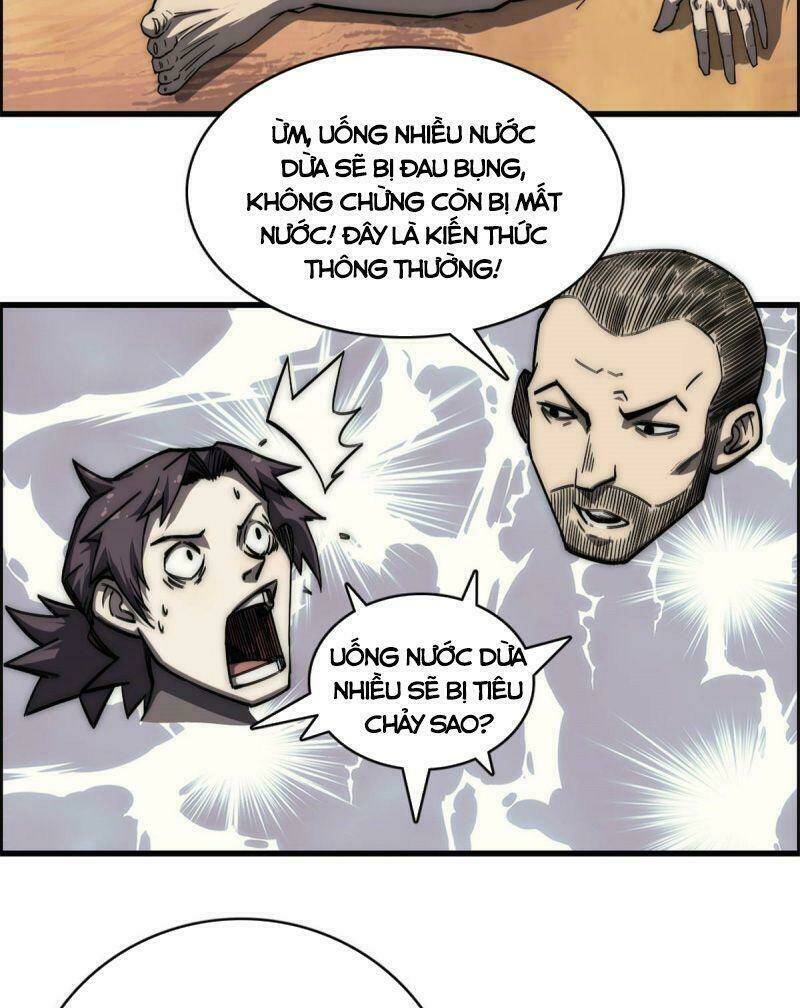 ỪM, UỐNG NHIỀU NƯỚC
DỪA SẼ BỊ ĐAU BỤNG,
KHÔNG CHỪNG CÒN BỊ MẤT
NƯỚC! ĐÂY LÀ KIẾN THỨC
THÔNG THƯỜNG!
UỐNG NƯỚC DỪA
NHIỀU SẼ BỊ TIÊU
CHẢY SAO?